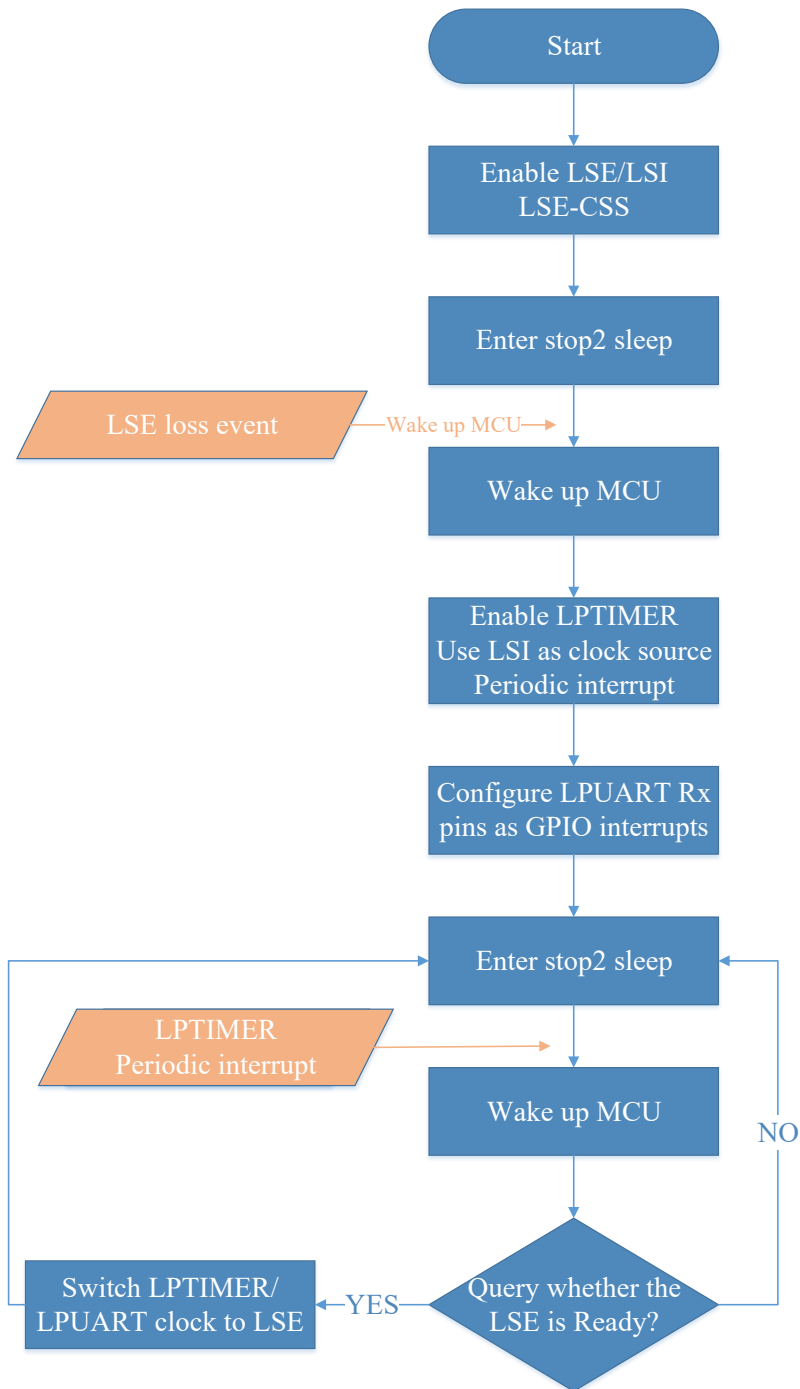 Start
Enable LSE/LSI
LSE-CSS
Enter stop2 sleep
LSE loss event
Wake up MCU
Wake up MCU
Enable LPTIMER
Use LSI as clock source
Periodic interrupt
Configure LPUART Rx
pins as GPIO interrupts
Enter stop2 sleep
LPTIMER
Periodic interrupt
Wake up MCU
NO
Query whether the
LSE is Ready?
YES
Switch LPTIMER/
LPUART clock to LSE